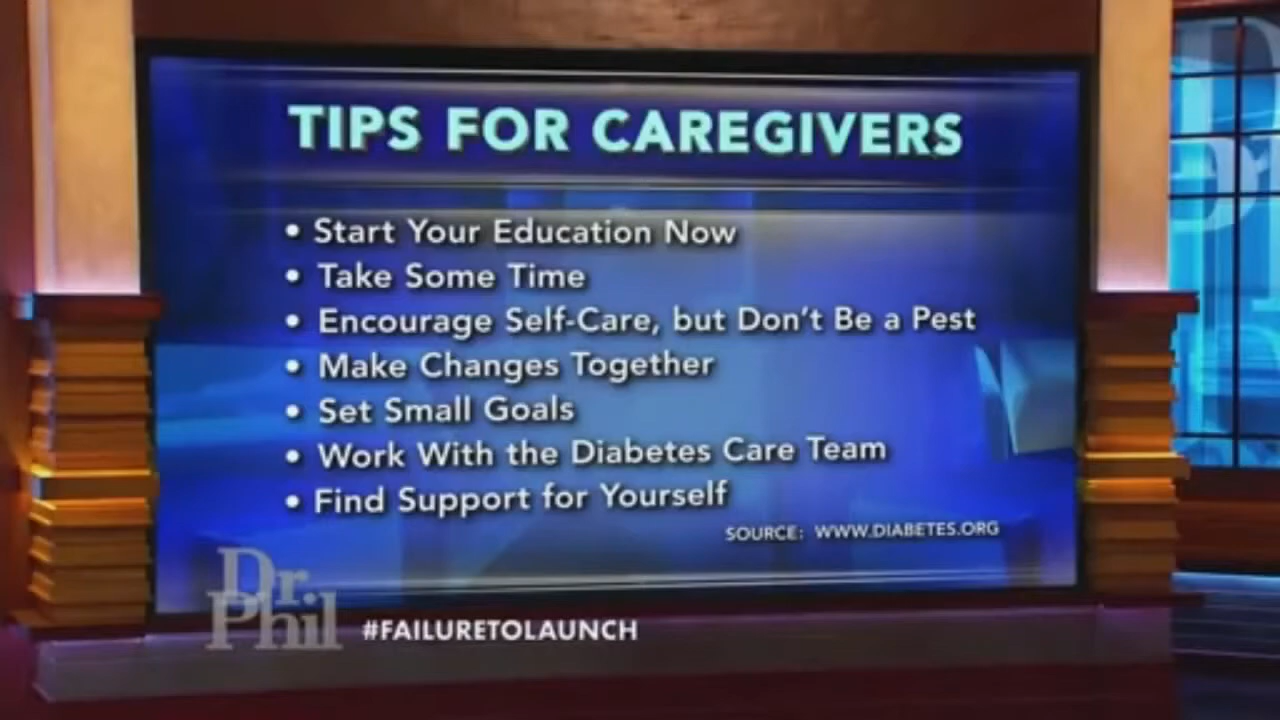 TIPS FOR CAREGIVERS
• Start Your Education Now
• Take Some Time
• Encourage Self-Care, but Don't Be a Pest
• Make Changes Together
• Set Small Goals
• Work With the Diabetes Care Team
• Find Support for Yourself
SOURCE: WWW.DIABETES.ORG
Dr.
Phil
#FAILURETOLAUNCH